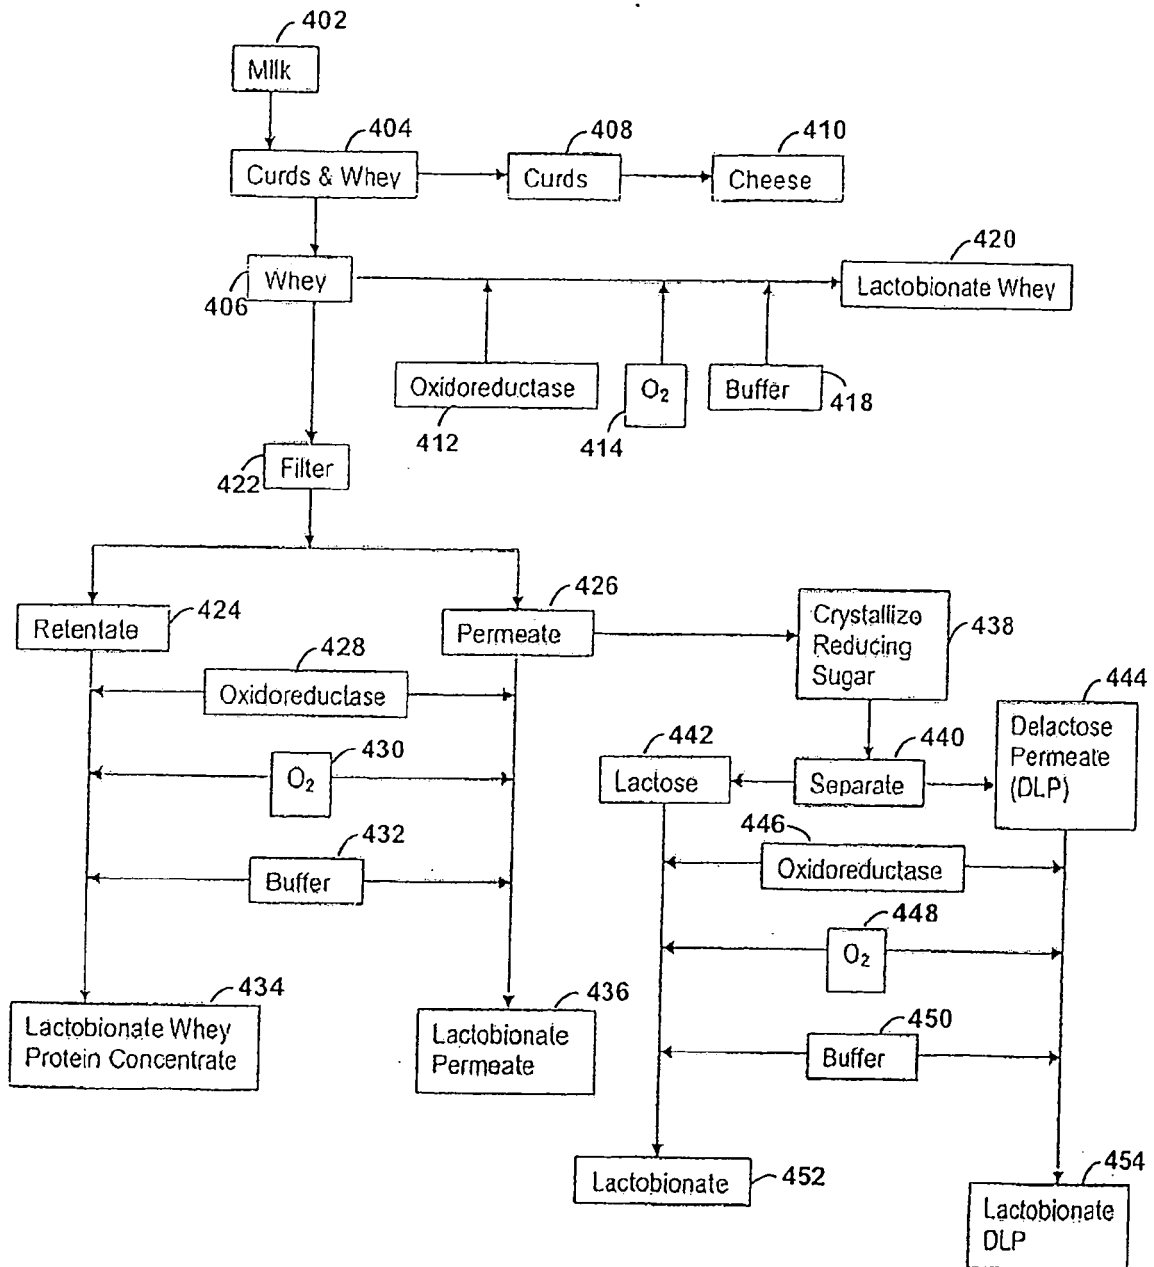 402
Milk
404
Curds & Whey
408
Curds
410
Cheese
406
Whey
420
Lactobionate Whey
Oxidoreductase
412
O2
414
Buffer
418
422
Filter
Retentate
424
426
Permeate
Crystallize
Reducing
Sugar
438
428
Oxidoreductase
430
O2
432
Buffer
442
Lactose
440
Separate
444
Delactose
Permeate
(DLP)
446
Oxidoreductase
448
O2
450
Buffer
434
Lactobionate Whey
Protein Concentrate
436
Lactobionate
Permeate
Lactobionate
452
454
Lactobionate
DLP